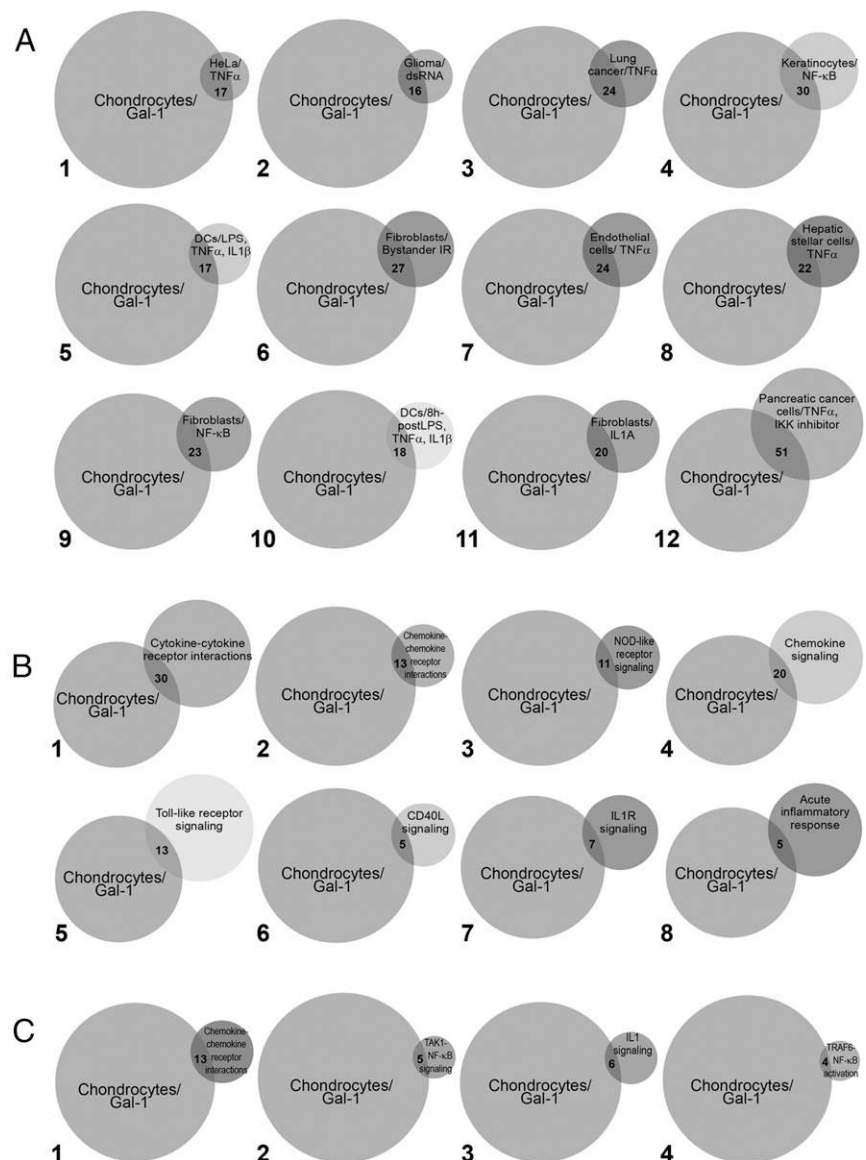 A
HeLa/
TNFα
17
Chondrocytes/
Gal-1
1
Glioma/
dsRNA
16
Chondrocytes/
Gal-1
2
Lung
cancer/TNFα
24
Chondrocytes/
Gal-1
3
Keratinocytes/
NF-κB
30
Chondrocytes/
Gal-1
4
DCs/LPS,
TNFα, IL1β
17
Chondrocytes/
Gal-1
5
Fibroblasts/
Bystander IR
27
Chondrocytes/
Gal-1
6
Endothelial
cells/ TNFα
24
Chondrocytes/
Gal-1
7
Hepatic
stellar cells/
TNFα
22
Chondrocytes/
Gal-1
8
Fibroblasts/
NF-κB
23
Chondrocytes/
Gal-1
9
DCs/8h-
postLPS,
TNFα, IL1β
18
Chondrocytes/
Gal-1
10
Fibroblasts/
IL1A
20
Chondrocytes/
Gal-1
11
Pancreatic cancer
cells/TNFα,
IKK inhibitor
51
Chondrocytes/
Gal-1
12
B
Cytokine-cytokine
receptor interactions
30
Chondrocytes/
Gal-1
1
Chemokine-
chemokine
13 receptor
interactions
Chondrocytes/
Gal-1
2
NOD-like
receptor
signaling
11
Chondrocytes/
Gal-1
3
Chemokine
signaling
20
Chondrocytes/
Gal-1
4
Toll-like receptor
signaling
13
Chondrocytes/
Gal-1
5
CD40L
signaling
5
Chondrocytes/
Gal-1
6
IL1R
signaling
7
Chondrocytes/
Gal-1
7
Acute
inflammatory
response
5
Chondrocytes/
Gal-1
8
C
Chemokine-
chemokine
13 receptor
interactions
Chondrocytes/
Gal-1
1
TAK1-
5 NF-κB
signaling
Chondrocytes/
Gal-1
2
IL1
signaling
6
Chondrocytes/
Gal-1
3
TRAF6-
4 NF-κB
activation
Chondrocytes/
Gal-1
4